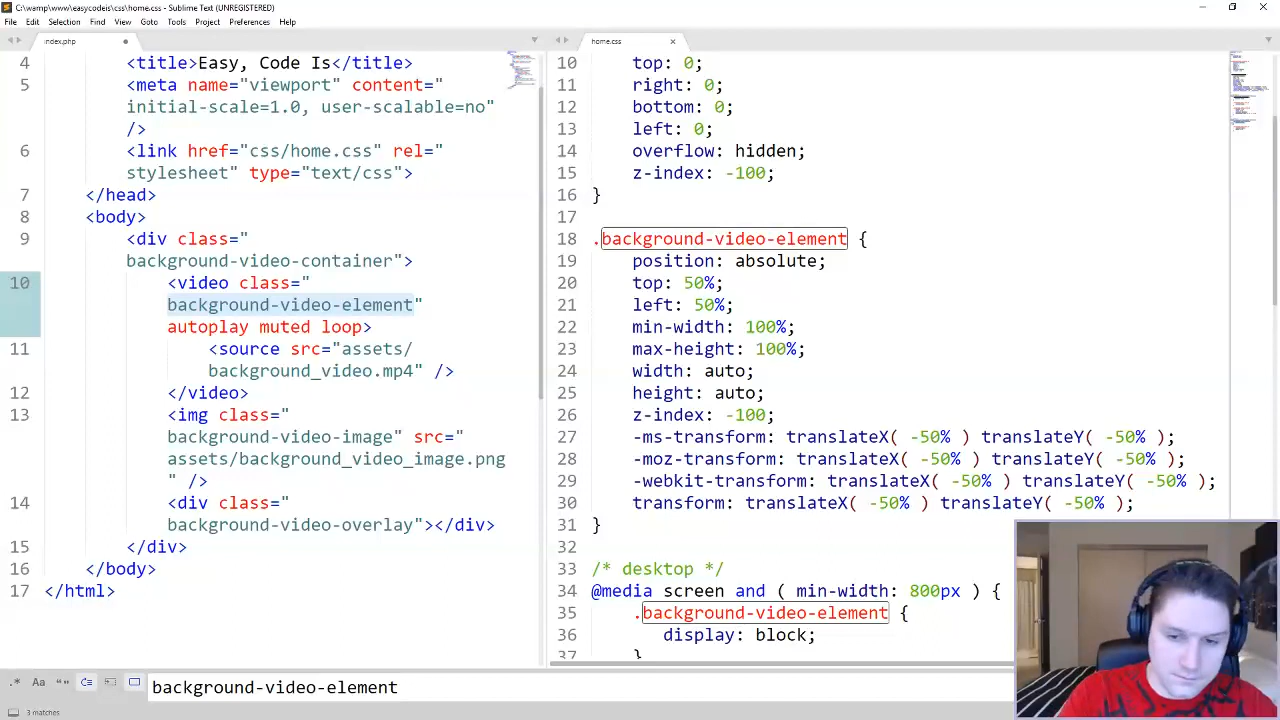 C:\wamp\www\easycodeis\css\home.css - Sublime Text (UNREGISTERED)
File Edit Selection Find View Goto Tools Project Preferences Help
index.php
4 <title>Easy, Code Is</title>
5 <meta name="viewport" content="
initial-scale=1.0, user-scalable=no"
/>
6 <link href="css/home.css" rel="
stylesheet" type="text/css">
7 </head>
8 <body>
9 <div class="
background-video-container">
10 <video class="
background-video-element"
autoplay muted loop>
11 <source src="assets/
background_video.mp4" />
12 </video>
13 <img class="
background-video-image" src="
assets/background_video_image.png
" />
14 <div class="
background-video-overlay"></div>
15 </div>
16 </body>
17 </html>
home.css
10 top: 0;
11 right: 0;
12 bottom: 0;
13 left: 0;
14 overflow: hidden;
15 z-index: -100;
16 }
17
18 .background-video-element {
19 position: absolute;
20 top: 50%;
21 left: 50%;
22 min-width: 100%;
23 max-height: 100%;
24 width: auto;
25 height: auto;
26 z-index: -100;
27 -ms-transform: translateX( -50% ) translateY( -50% );
28 -moz-transform: translateX( -50% ) translateY( -50% );
29 -webkit-transform: translateX( -50% ) translateY( -50% );
30 transform: translateX( -50% ) translateY( -50% );
31 }
32
33 /* desktop */
34 @media screen and ( min-width: 800px ) {
35 .background-video-element {
36 display: block;
37 }
.* Aa “” background-video-element
3 matches